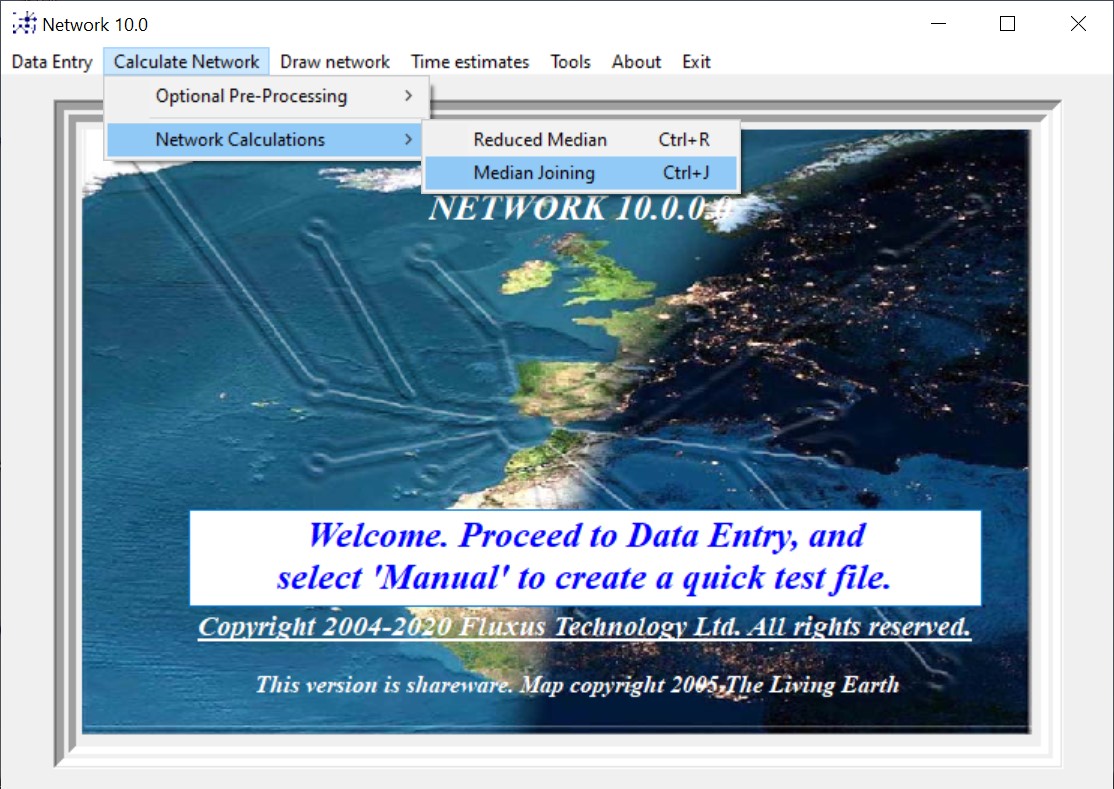 Network 10.0
Data Entry Calculate Network Draw network Time estimates Tools About Exit
Optional Pre-Processing
Network Calculations
Reduced Median Ctrl+R
Median Joining Ctrl+J
NETWORK 10.0.0.0
Welcome. Proceed to Data Entry, and
select 'Manual' to create a quick test file.
Copyright 2004-2020 Fluxus Technology Ltd. All rights reserved.
This version is shareware. Map copyright 2005 The Living Earth